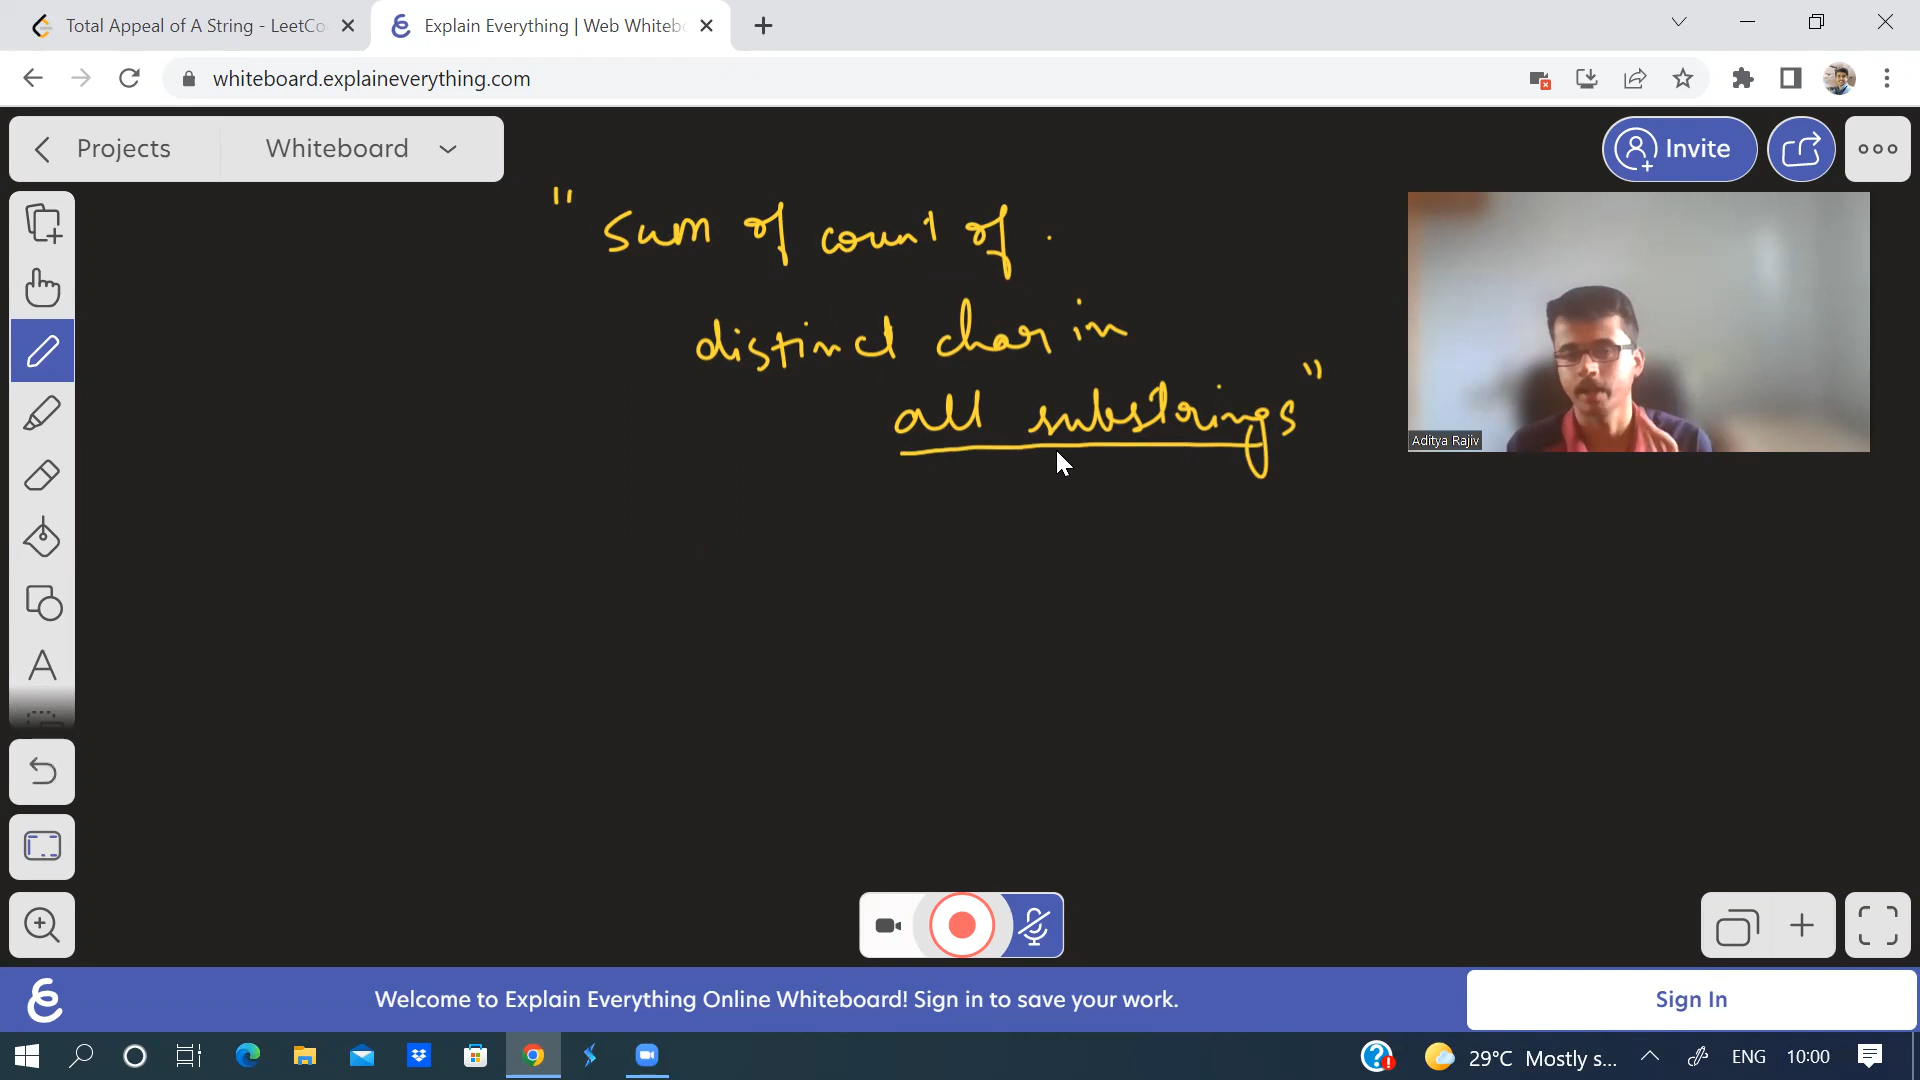 Total Appeal of A String - LeetCo
Explain Everything | Web Whiteb
whiteboard.explaineverything.com
Projects
Whiteboard
Invite
" sum of count of .
distinct char in
all substrings "
Aditya Rajiv
A
Welcome to Explain Everything Online Whiteboard! Sign in to save your work.
Sign In
29°C Mostly s... ENG 10:00